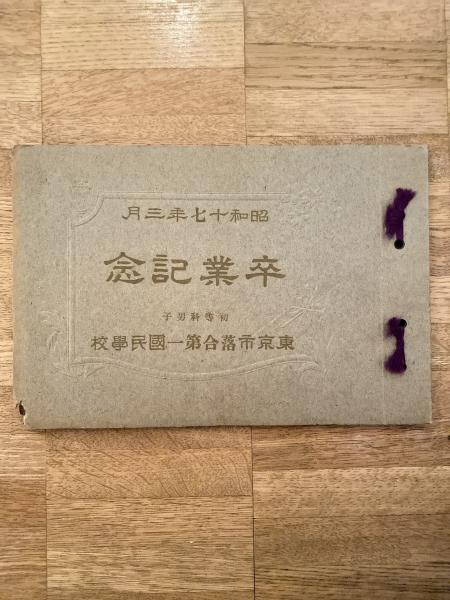 昭和十七年三月
卒業記念
初等科男子
東京市落合第一國民學校